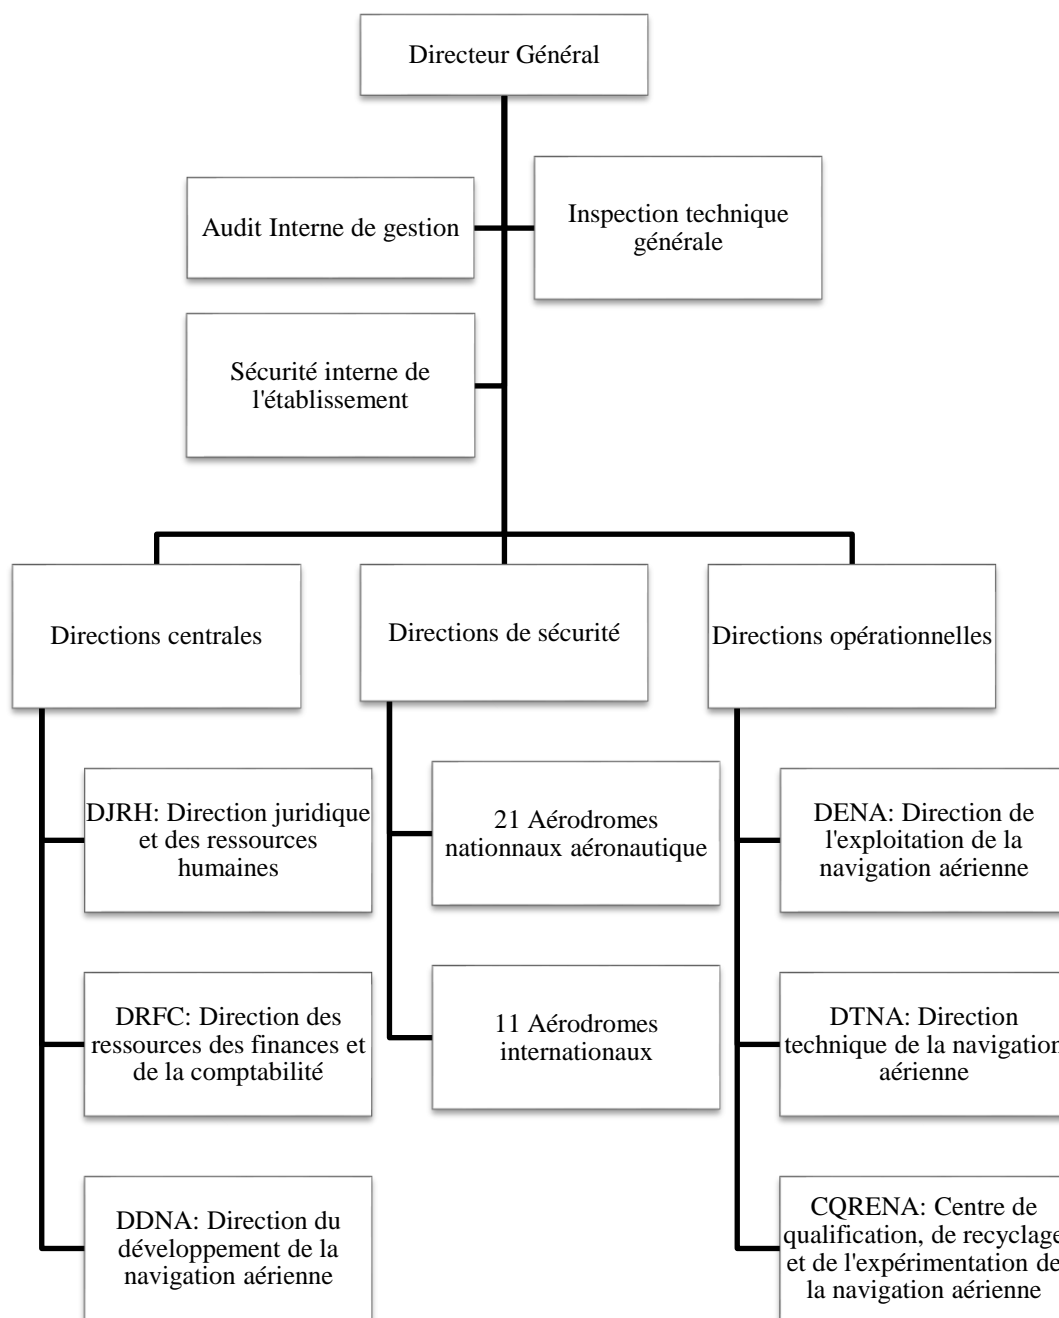 Directeur Général
Audit Interne de gestion
Inspection technique
générale
Sécurité interne de
l'établissement
Directions centrales
Directions de sécurité
Directions opérationnelles
DJRH: Direction juridique
et des ressources
humaines
21 Aérodromes
nationnaux aéronautique
DENA: Direction de
l'exploitation de la
navigation aérienne
DRFC: Direction des
ressources des finances et
de la comptabilité
11 Aérodromes
internationaux
DTNA: Direction
technique de la navigation
aérienne
DDNA: Direction du
développement de la
navigation aérienne
CQRENA: Centre de
qualification, de recyclage
et de l'expérimentation de
la navigation aérienne